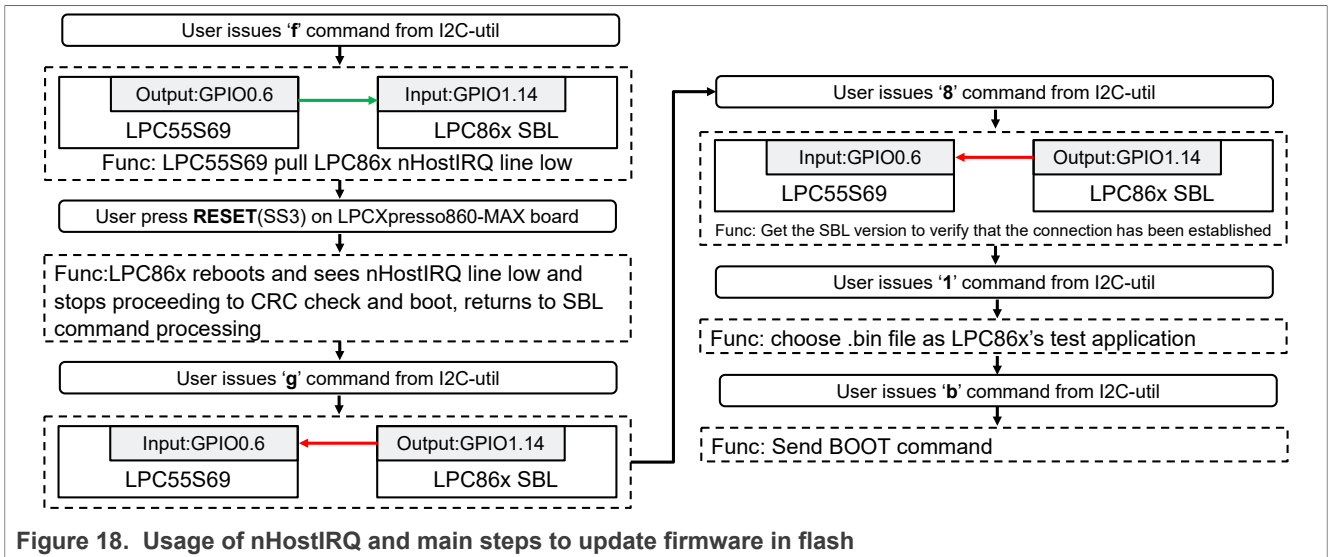 User issues ‘f’ command from I2C-util
Output:GPIO0.6
Input:GPIO1.14
LPC55S69
LPC86x SBL
Func: LPC55S69 pull LPC86x nHostIRQ line low
User press RESET(SS3) on LPCXpresso860-MAX board
Func:LPC86x reboots and sees nHostIRQ line low and
stops proceeding to CRC check and boot, returns to SBL
command processing
User issues ‘g’ command from I2C-util
Input:GPIO0.6
Output:GPIO1.14
LPC55S69
LPC86x SBL
User issues ‘8’ command from I2C-util
Input:GPIO0.6
Output:GPIO1.14
LPC55S69
LPC86x SBL
Func: Get the SBL version to verify that the connection has been established
User issues ‘1’ command from I2C-util
Func: choose .bin file as LPC86x’s test application
User issues ‘b’ command from I2C-util
Func: Send BOOT command
Figure 18. Usage of nHostIRQ and main steps to update firmware in flash